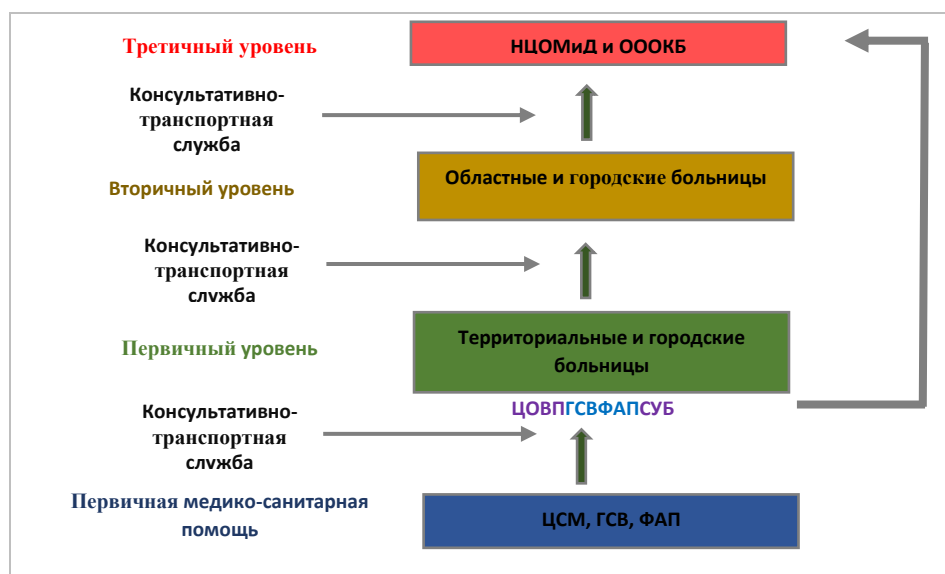 Третичный уровень
НЦОМиД и ОООКБ
Консультативно-
транспортная
служба
Вторичный уровень
Областные и городские больницы
Консультативно-
транспортная
служба
Первичный уровень
Территориальные и городские
больницы
ЦОВПГСВФАПСУБ
Консультативно-
транспортная
служба
Первичная медико-санитарная
помощь
ЦСМ, ГСВ, ФАП